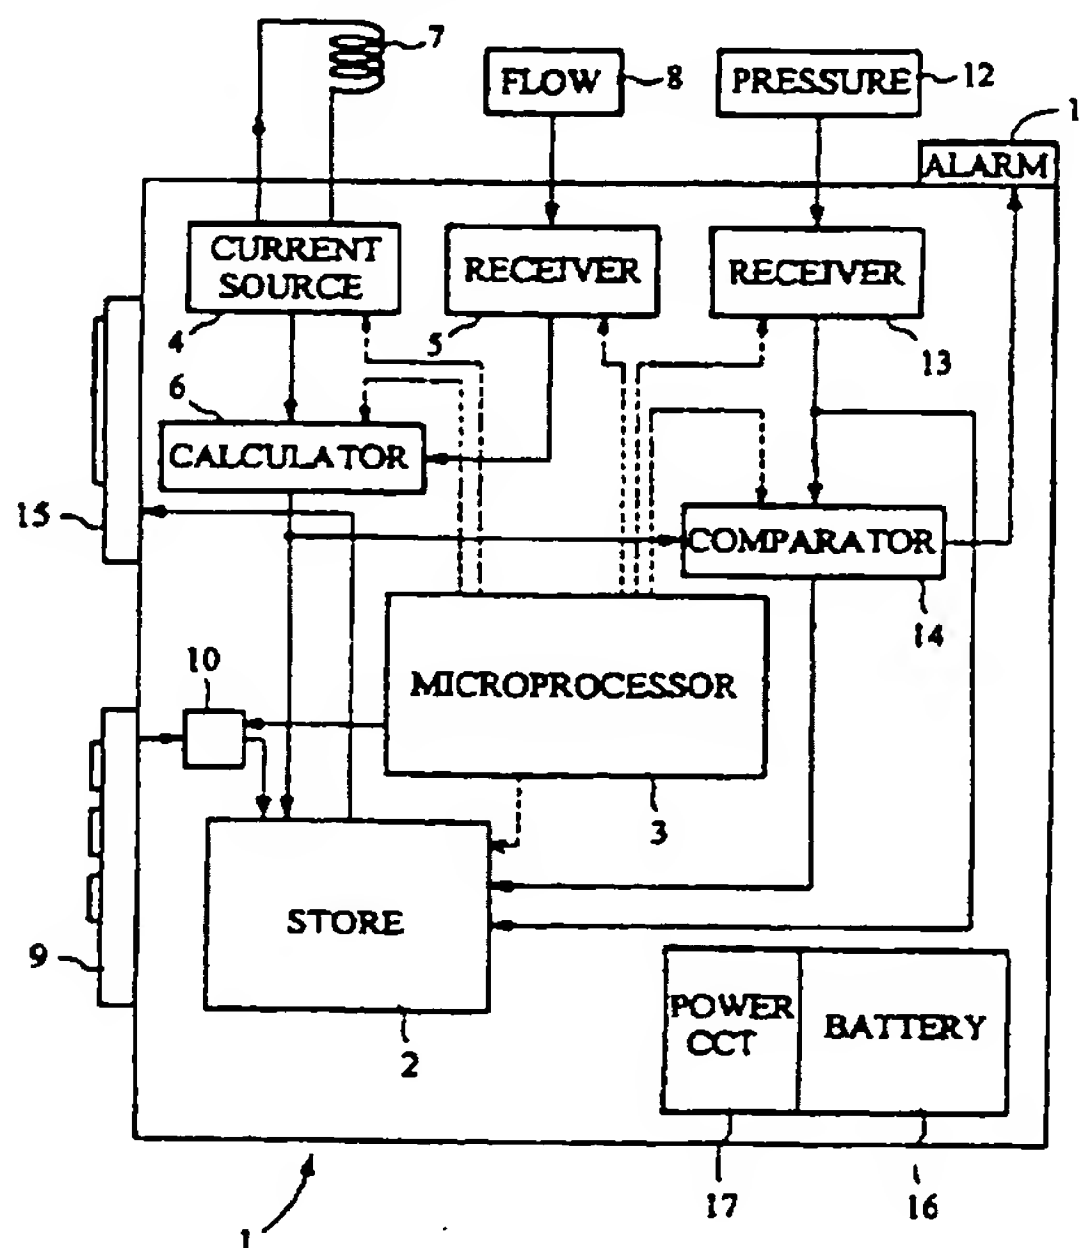 7
FLOW
8
PRESSURE
12
1
ALARM
CURRENT
SOURCE
4
RECEIVER
5
RECEIVER
13
6
CALCULATOR
15
COMPARATOR
14
10
MICROPROCESSOR
3
9
STORE
2
POWER
CCT
BATTERY
17
16
1